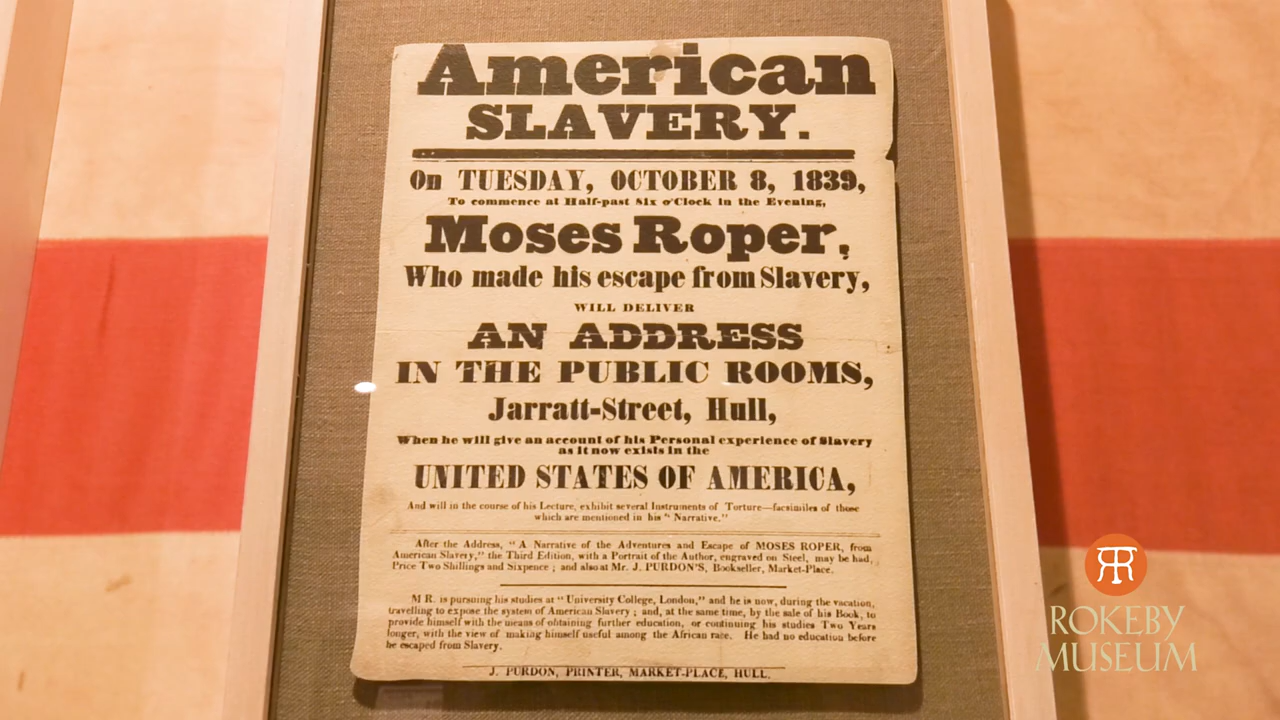 American
SLAVERY.
On TUESDAY, OCTOBER 8, 1839,
To commence at Half-past Six o'Clock in the Evening,
Moses Roper,
Who made his escape from Slavery,
WILL DELIVER
AN ADDRESS
IN THE PUBLIC ROOMS,
Jarratt-Street, Hull,
When he will give an account of his Personal experience of Slavery
as it now exists in the
UNITED STATES OF AMERICA,
And will in the course of his Lecture, exhibit several Instruments of Torture—facsimiles of those
which are mentioned in his "Narrative."
After the Address, "A Narrative of the Adventures and Escape of MOSES ROPER, from
American Slavery," the Third Edition, with a Portrait of the Author, engraved on Steel, may be had,
Price Two Shillings and Sixpence; and also at Mr. J. PURDON'S, Bookseller, Market-Place.
M R. is pursuing his studies at "University College, London," and he is now, during the vacation,
travelling to expose the system of American Slavery; and, at the same time, by the sale of his Book, to
provide himself with the means of obtaining further education, or continuing his studies Two Years
longer, with the view of making himself useful among the African race. He had no education before
he escaped from Slavery.
J. PURDON, PRINTER, MARKET-PLACE, HULL.
ROKEBY
MUSEUM